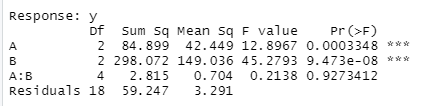 Response: y
Df Sum Sq Mean Sq F value Pr(>F)
A 2 84.899 42.449 12.8967 0.0003348 ***
B 2 298.072 149.036 45.2793 9.473e-08 ***
A:B 4 2.815 0.704 0.2138 0.9273412
Residuals 18 59.247 3.291